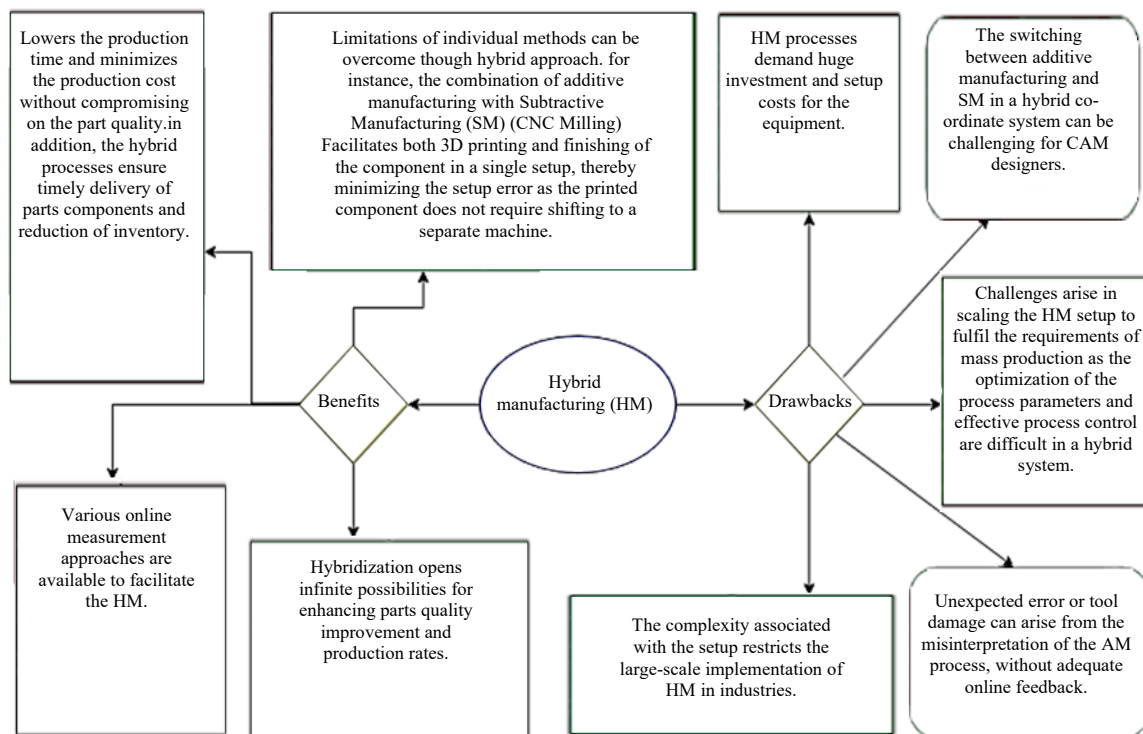 Lowers the production
time and minimizes
the production cost
without compromising
on the part quality.in
addition, the hybrid
processes ensure
timely delivery of
parts components and
reduction of inventory.
Limitations of individual methods can be
overcome though hybrid approach. for
instance, the combination of additive
manufacturing with Subtractive
Manufacturing (SM) (CNC Milling)
Facilitates both 3D printing and finishing of
the component in a single setup, thereby
minimizing the setup error as the printed
component does not require shifting to a
separate machine.
HM processes
demand huge
investment and setup
costs for the
equipment.
The switching
between additive
manufacturing and
SM in a hybrid co-
ordinate system can be
challenging for CAM
designers.
Benefits
Hybrid
manufacturing (HM)
Drawbacks
Challenges arise in
scaling the HM setup to
fulfil the requirements of
mass production as the
optimization of the
process parameters and
effective process control
are difficult in a hybrid
system.
Various online
measurement
approaches are
available to facilitate
the HM.
Hybridization opens
infinite possibilities for
enhancing parts quality
improvement and
production rates.
The complexity associated
with the setup restricts the
large-scale implementation of
HM in industries.
Unexpected error or tool
damage can arise from the
misinterpretation of the AM
process, without adequate
online feedback.